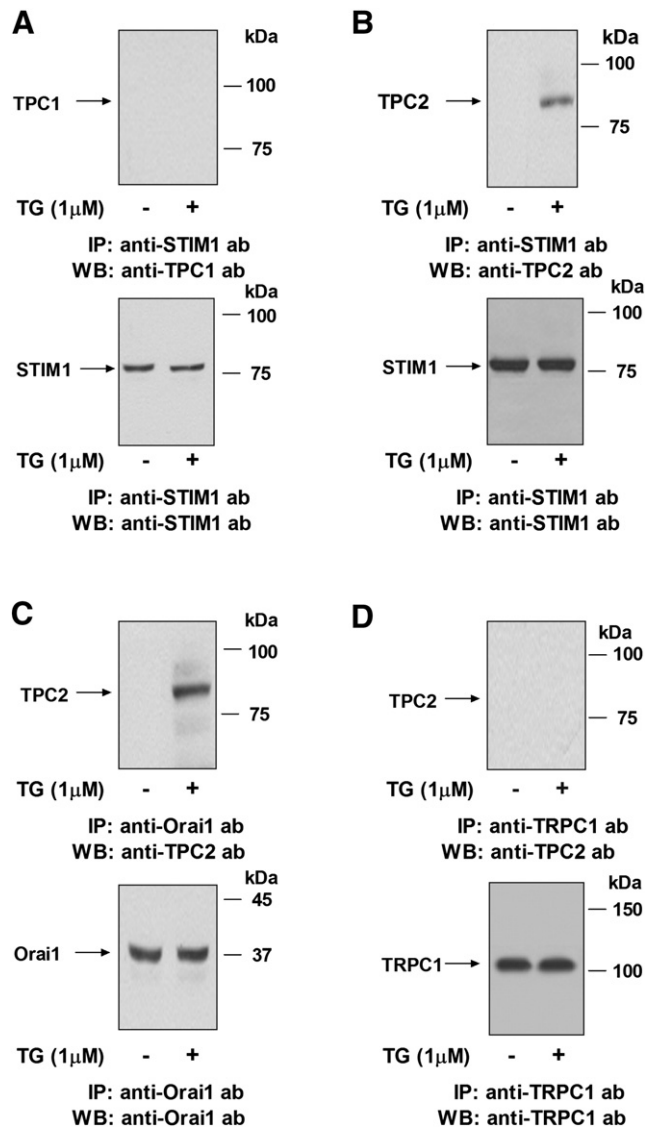 A
kDa
100
TPC1
75
TG (1μM) - +
IP: anti-STIM1 ab
WB: anti-TPC1 ab
kDa
100
STIM1
75
TG (1μM) - +
IP: anti-STIM1 ab
WB: anti-STIM1 ab
B
kDa
100
TPC2
75
TG (1μM) - +
IP: anti-STIM1 ab
WB: anti-TPC2 ab
kDa
100
STIM1
75
TG (1μM) - +
IP: anti-STIM1 ab
WB: anti-STIM1 ab
C
kDa
100
TPC2
75
TG (1μM) - +
IP: anti-Orai1 ab
WB: anti-TPC2 ab
kDa
45
Orai1
37
TG (1μM) - +
IP: anti-Orai1 ab
WB: anti-Orai1 ab
D
kDa
100
TPC2
75
TG (1μM) - +
IP: anti-TRPC1 ab
WB: anti-TPC2 ab
kDa
150
TRPC1
100
TG (1μM) - +
IP: anti-TRPC1 ab
WB: anti-TRPC1 ab